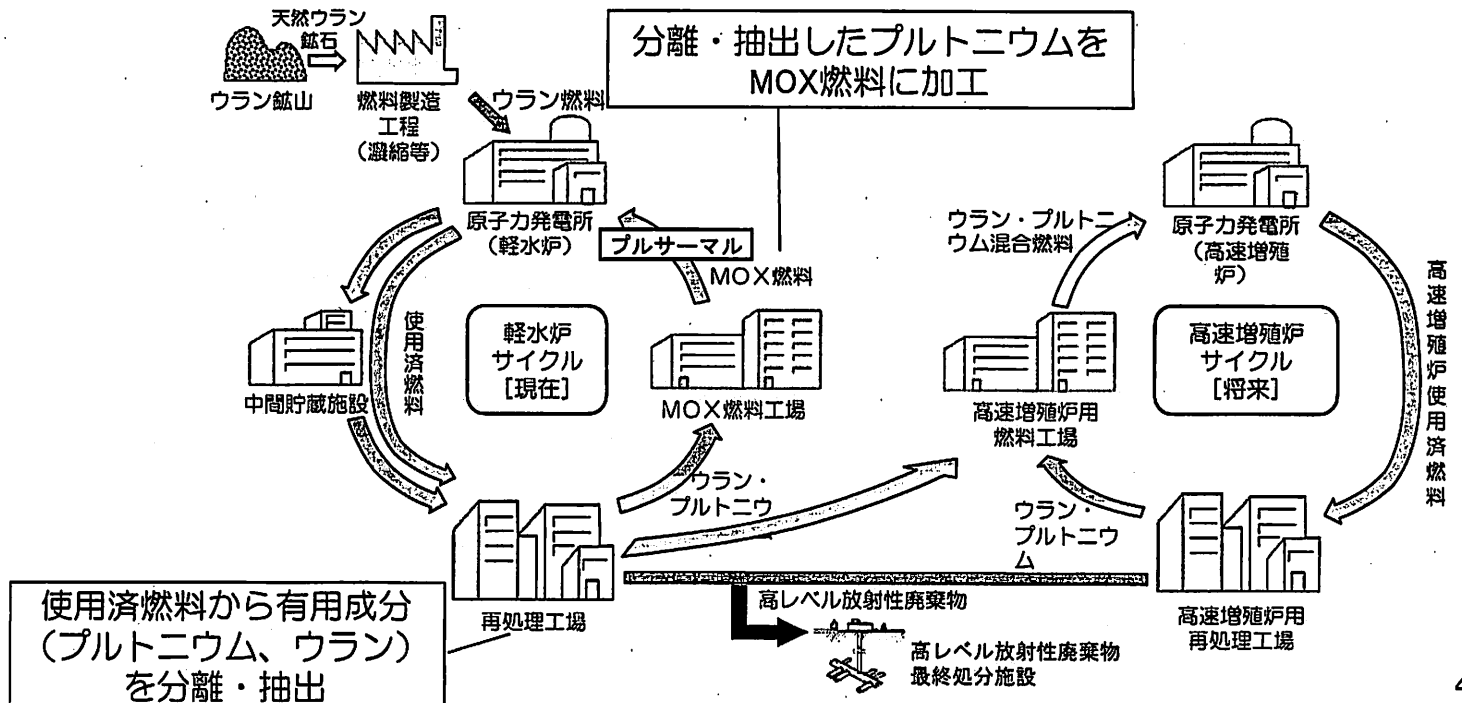 天然ウラン
鉱石
ウラン鉱山
燃料製造
工程
（濃縮等）
ウラン燃料
分離・抽出したプルトニウムを
MOX燃料に加工
原子力発電所
（軽水炉）
プルサーマル
MOX燃料
使用済燃料
軽水炉
サイクル
[現在]
中間貯蔵施設
MOX燃料工場
ウラン・
プルトニウ
再処理工場
使用済燃料から有用成分
（プルトニウム、ウラン）
を分離・抽出
ウラン・プルトニ
ウム混合燃料
原子力発電所
（高速増殖
炉）
高速増殖炉
サイクル
[将来]
高速増殖炉使用済燃料
高速増殖炉用
燃料工場
ウラン・
プルトニウ
ム
高速増殖炉用
再処理工場
高レベル放射性廃棄物
高レベル放射性廃棄物
最終処分施設